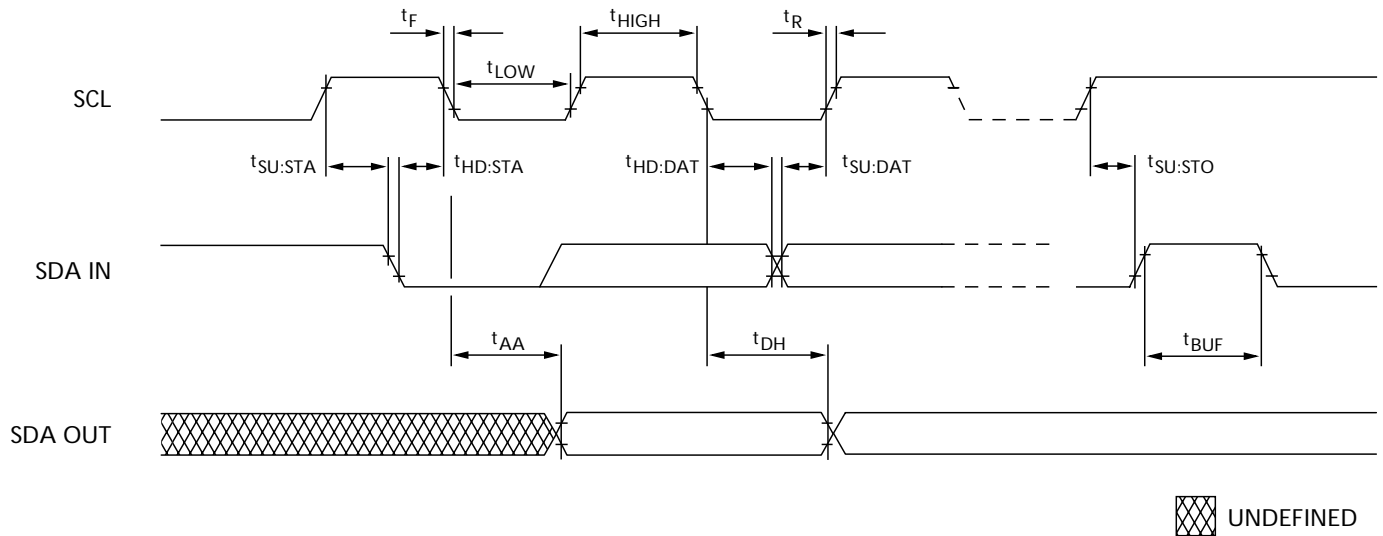 tF
tHIGH
tR
tLOW
SCL
tSU:STA
tHD:STA
tHD:DAT
tSU:DAT
tSU:STO
SDA IN
tAA
tDH
tBUF
SDA OUT
UNDEFINED